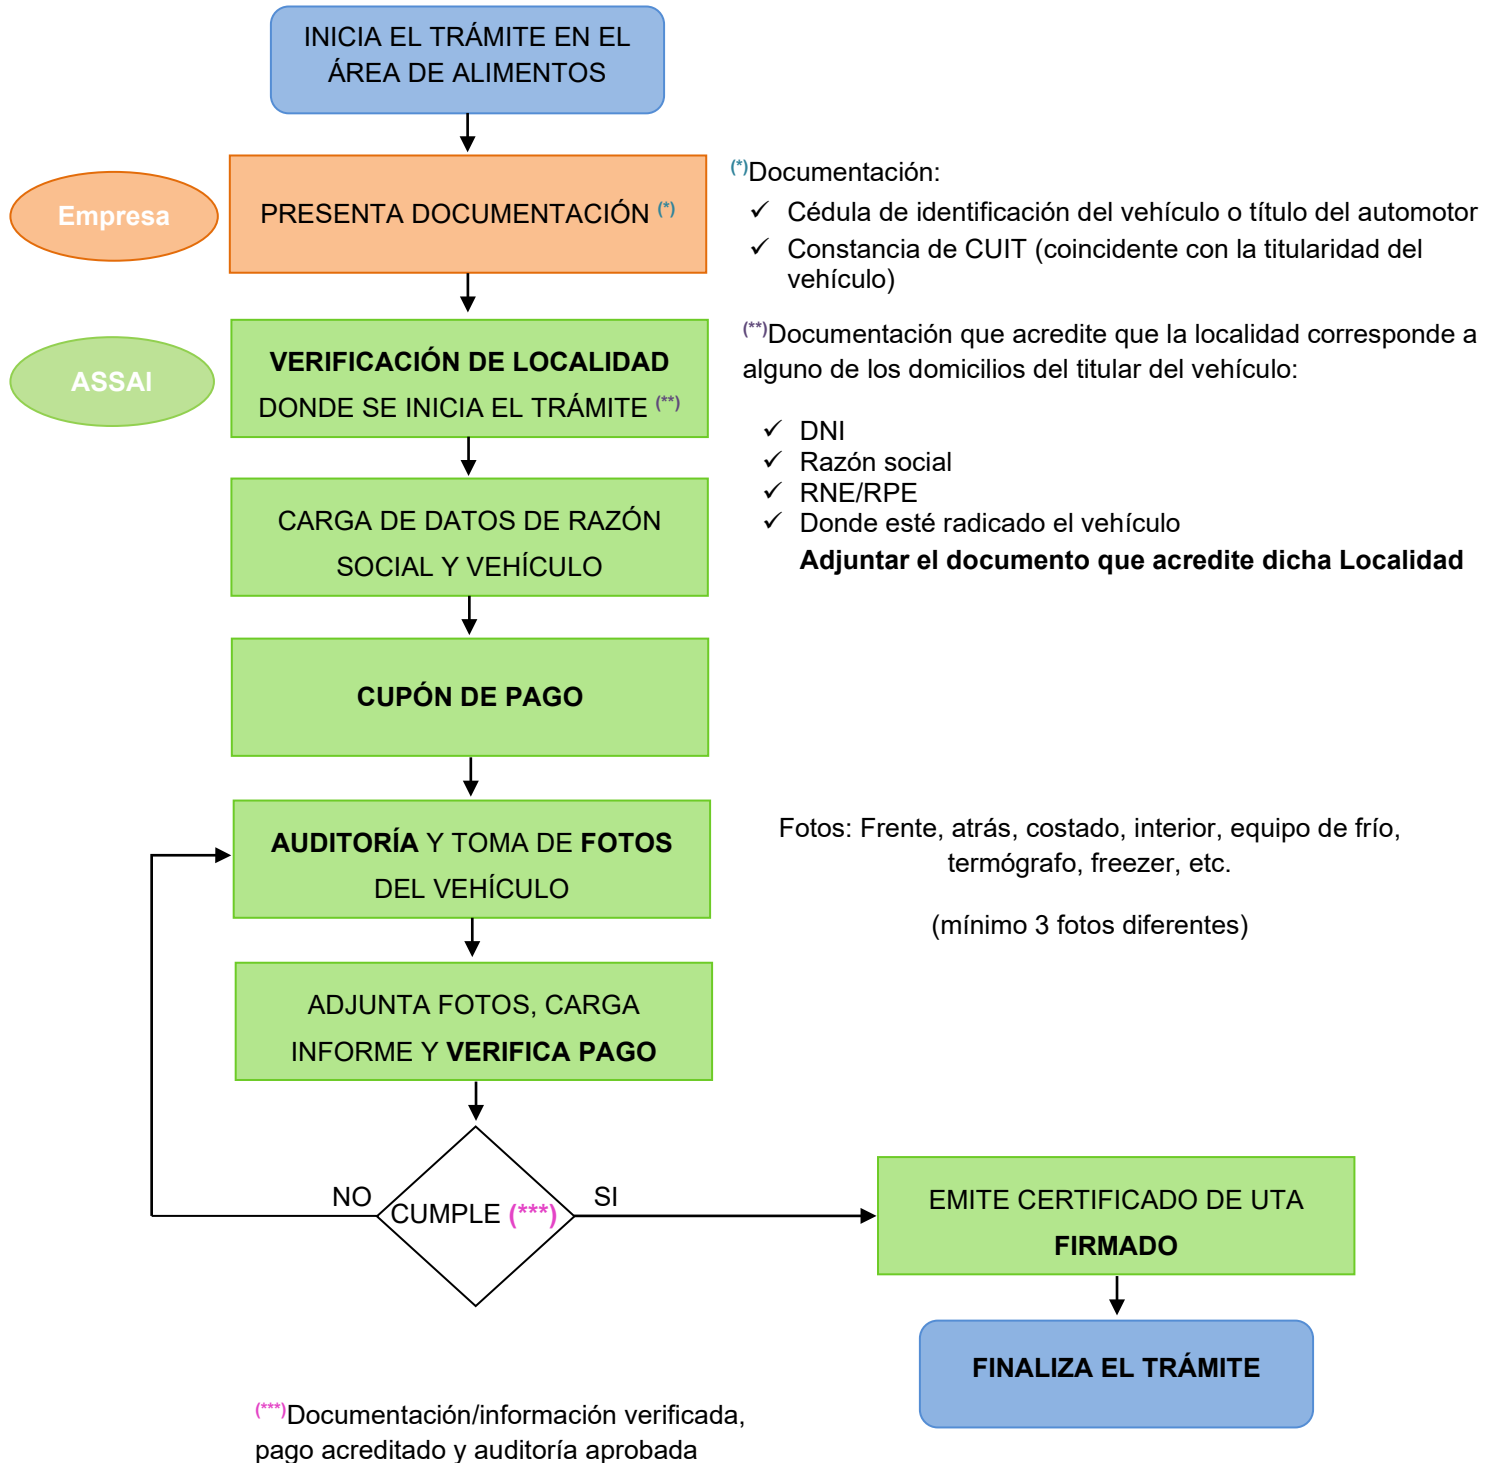 INICIA EL TRÁMITE EN EL
ÁREA DE ALIMENTOS
Empresa
PRESENTA DOCUMENTACIÓN (*)
(*)Documentación:
✓ Cédula de identificación del vehículo o título del automotor
✓ Constancia de CUIT (coincidente con la titularidad del
vehículo)
ASSAI
VERIFICACIÓN DE LOCALIDAD
DONDE SE INICIA EL TRÁMITE (**)
(**)Documentación que acredite que la localidad corresponde a
alguno de los domicilios del titular del vehículo:
✓ DNI
✓ Razón social
✓ RNE/RPE
✓ Donde esté radicado el vehículo
Adjuntar el documento que acredite dicha Localidad
CARGA DE DATOS DE RAZÓN
SOCIAL Y VEHÍCULO
CUPÓN DE PAGO
AUDITORÍA Y TOMA DE FOTOS
DEL VEHÍCULO
Fotos: Frente, atrás, costado, interior, equipo de frío,
termógrafo, freezer, etc.
(mínimo 3 fotos diferentes)
ADJUNTA FOTOS, CARGA
INFORME Y VERIFICA PAGO
NO
CUMPLE (***)
SI
EMITE CERTIFICADO DE UTA
FIRMADO
FINALIZA EL TRÁMITE
(***)Documentación/información verificada,
pago acreditado y auditoría aprobada